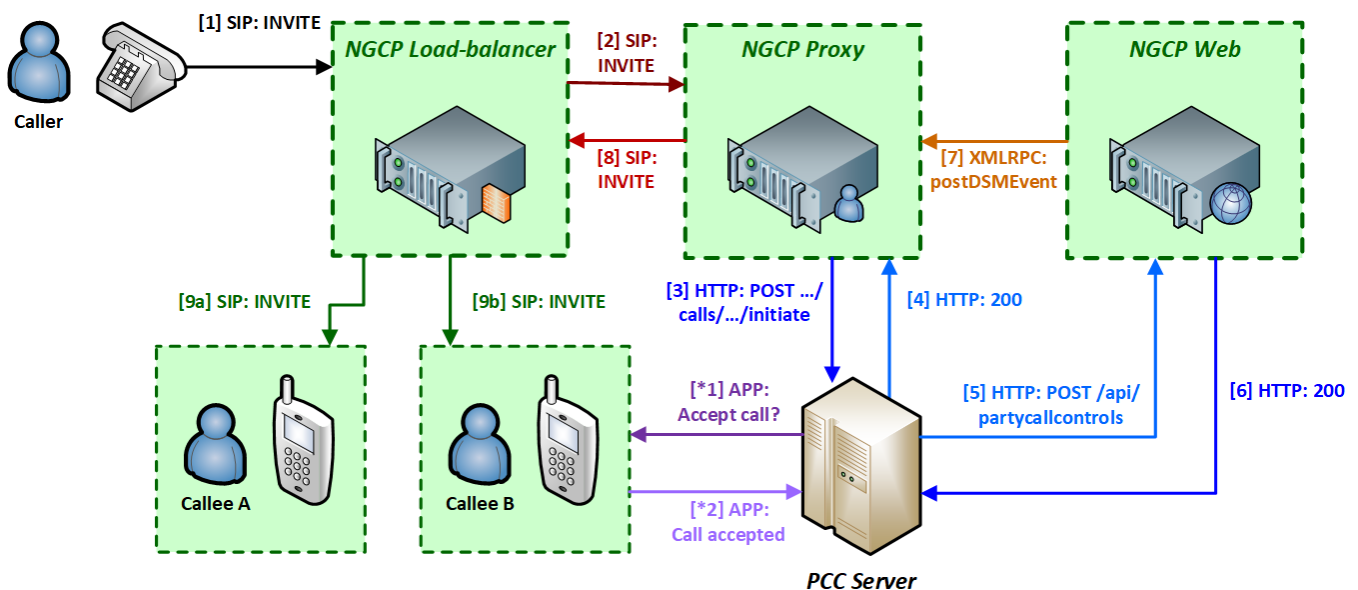 [1] SIP: INVITE
Caller
NGCP Load-balancer
[2] SIP:
INVITE
[8] SIP:
INVITE
NGCP Proxy
[7] XMLRPC:
postDSMEvent
NGCP Web
[9a] SIP: INVITE
[9b] SIP: INVITE
[3] HTTP: POST .../
calls/.../initiate
[4] HTTP: 200
[*1] APP:
Accept call?
[5] HTTP: POST /api/
partycallcontrols
[6] HTTP: 200
Callee A
Callee B
[*2] APP:
Call accepted
PCC Server